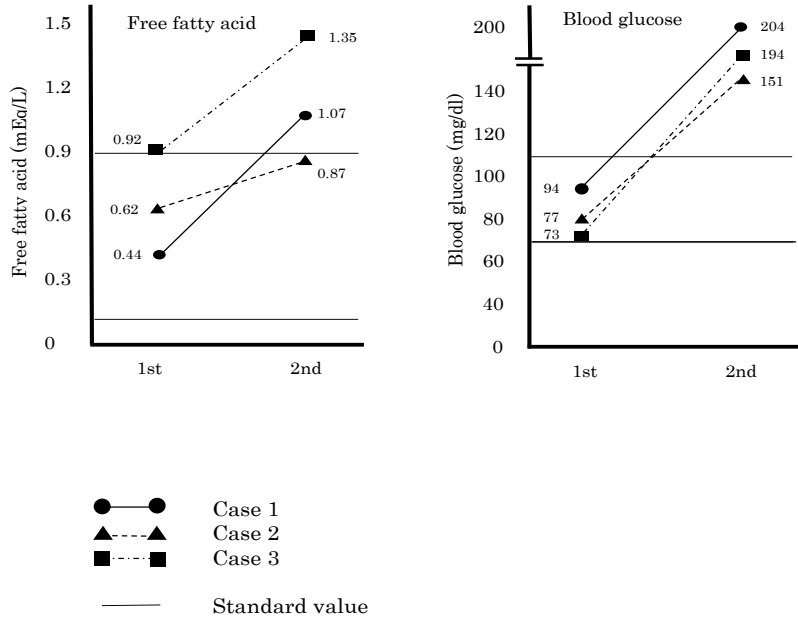 Free fatty acid
1.5
1.2
0.9
0.6
0.3
0
Free fatty acid (mEq/L)
0.92
0.62
0.44
1.35
1.07
0.87
1st
2nd
Blood glucose
200
140
120
100
80
60
40
0
Blood glucose (mg/dl)
94
77
73
204
194
151
1st
2nd
Case 1
Case 2
Case 3
Standard value